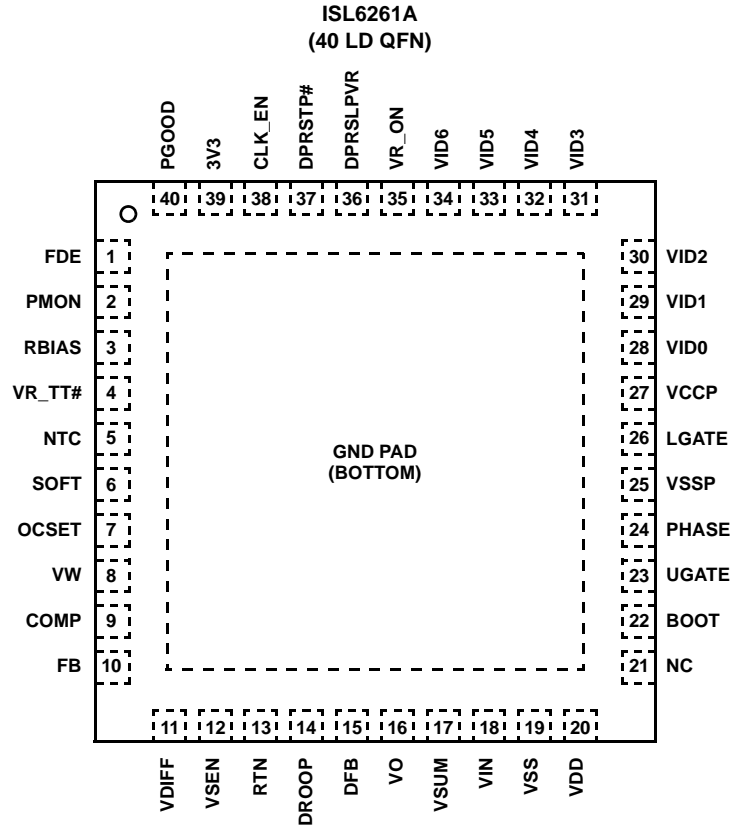 ISL6261A
(40 LD QFN)
PGOOD
3V3
CLK_EN
DPRSTP#
DPRSLPVR
VR_ON
VID6
VID5
VID4
VID3
40 39 38 37 36 35 34 33 32 31
FDE 1
PMON 2
RBIAS 3
VR_TT# 4
NTC 5
SOFT 6
OCSET 7
VW 8
COMP 9
FB 10
GND PAD
(BOTTOM)
30 VID2
29 VID1
28 VID0
27 VCCP
26 LGATE
25 VSSP
24 PHASE
23 UGATE
22 BOOT
21 NC
11 12 13 14 15 16 17 18 19 20
VDIFF
VSEN
RTN
DROOP
DFB
VO
VSUM
VIN
VSS
VDD